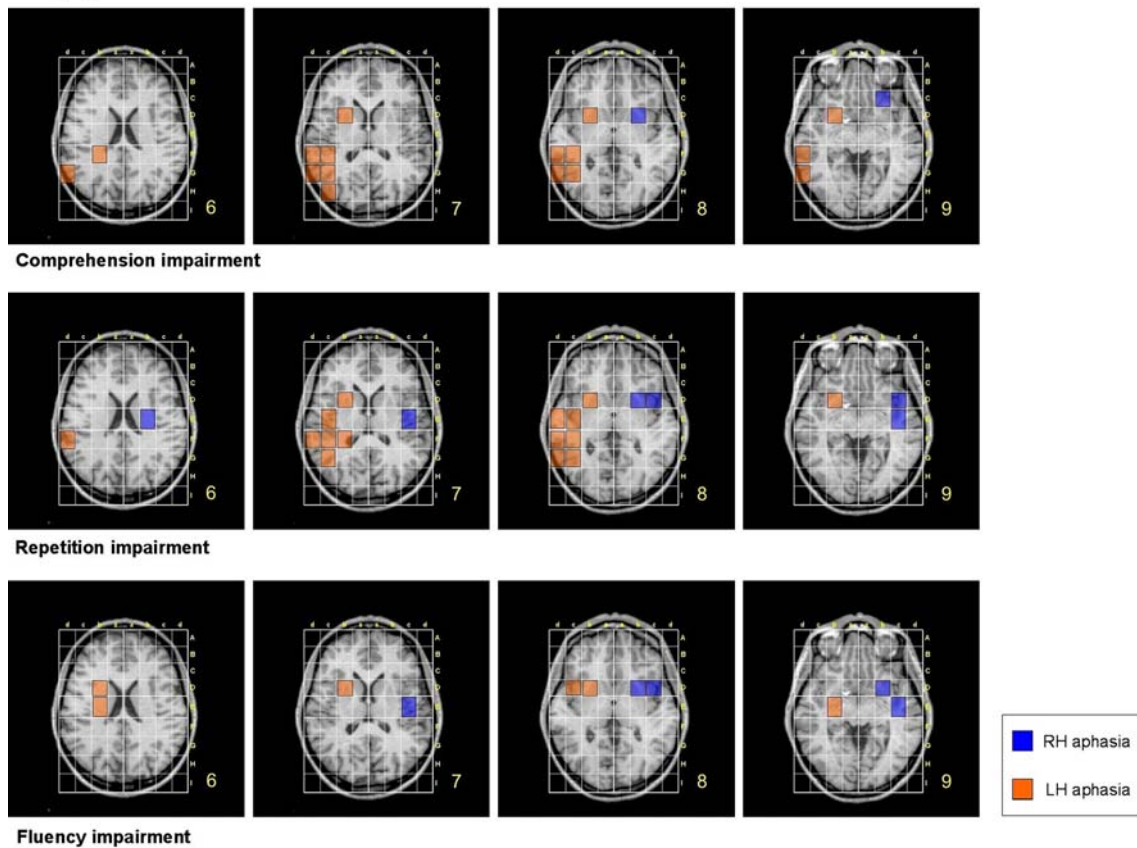 d c b a a b c d
A
B
C
D
E
F
G
H
I
6
7
8
9
Comprehension impairment
6
7
8
9
Repetition impairment
6
7
8
9
Fluency impairment
RH aphasia
LH aphasia